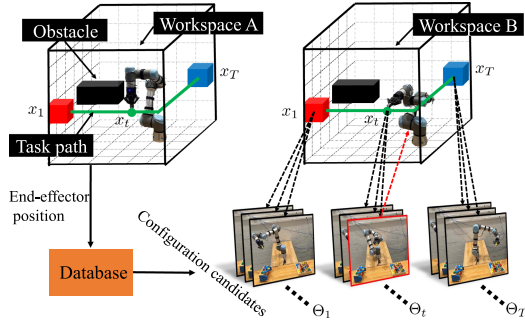 Obstacle
Workspace A
Workspace B
x_T
x_T
x_1
x_t
x_1
x_t
Task path
End-effector
position
Configuration candidates
Database
Θ_1
Θ_t
Θ_T